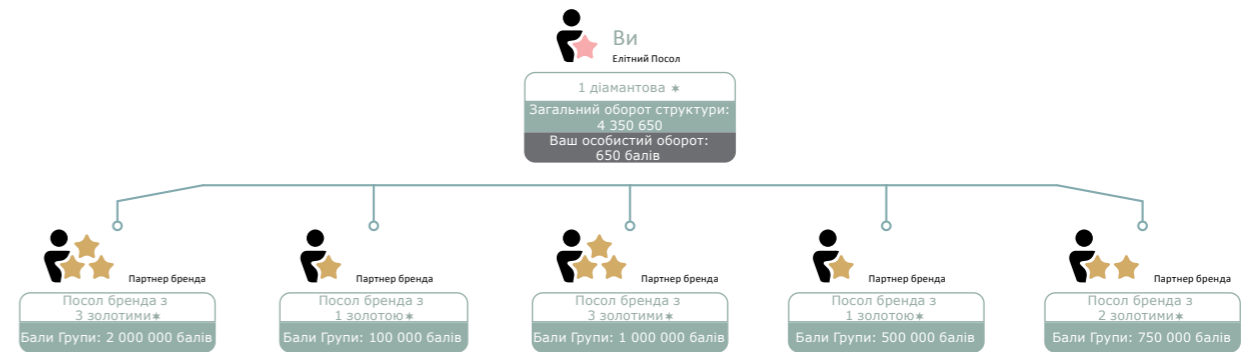 Ви
Елітний Посол
1 діамантова ✶
Загальний оборот структури:
4 350 650
Ваш особистий оборот:
650 балів
Партнер бренда
Посол бренда з
3 золотими✶
Бали Групи: 2 000 000 балів
Партнер бренда
Посол бренда з
1 золотою✶
Бали Групи: 100 000 балів
Партнер бренда
Посол бренда з
3 золотими✶
Бали Групи: 1 000 000 балів
Партнер бренда
Посол бренда з
1 золотою✶
Бали Групи: 500 000 балів
Партнер бренда
Посол бренда з
2 золотими✶
Бали Групи: 750 000 балів